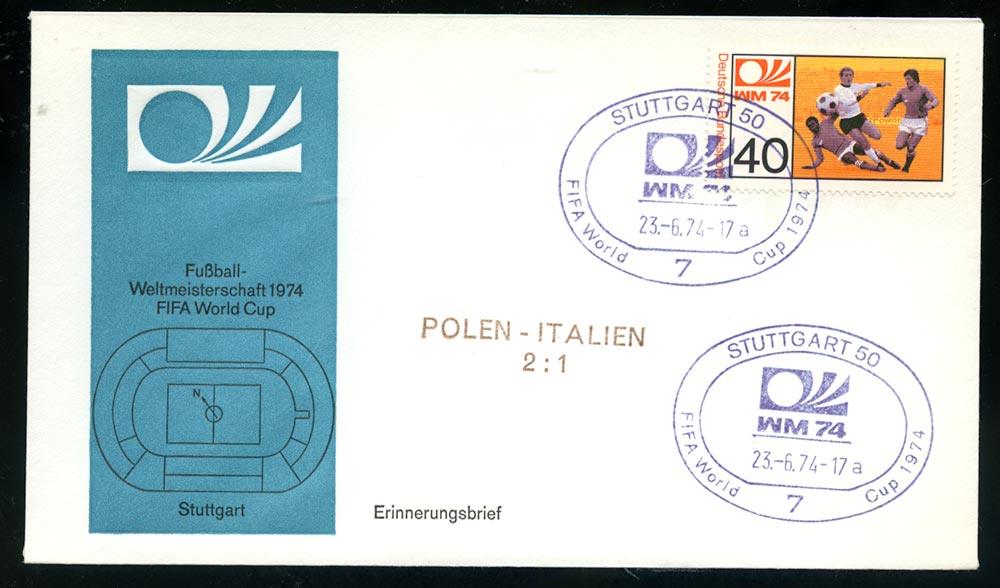 Fußball-
Weltmeisterschaft 1974
FIFA World Cup
N
Stuttgart
Erinnerungsbrief
POLEN - ITALIEN
2 : 1
Deutsche Bundespost
WM 74
40
STUTTGART 50
WM 74
23.-6.74-17 a
FIFA World Cup 1974
7
STUTTGART 50
WM 74
23.-6.74-17 a
FIFA World Cup 1974
7